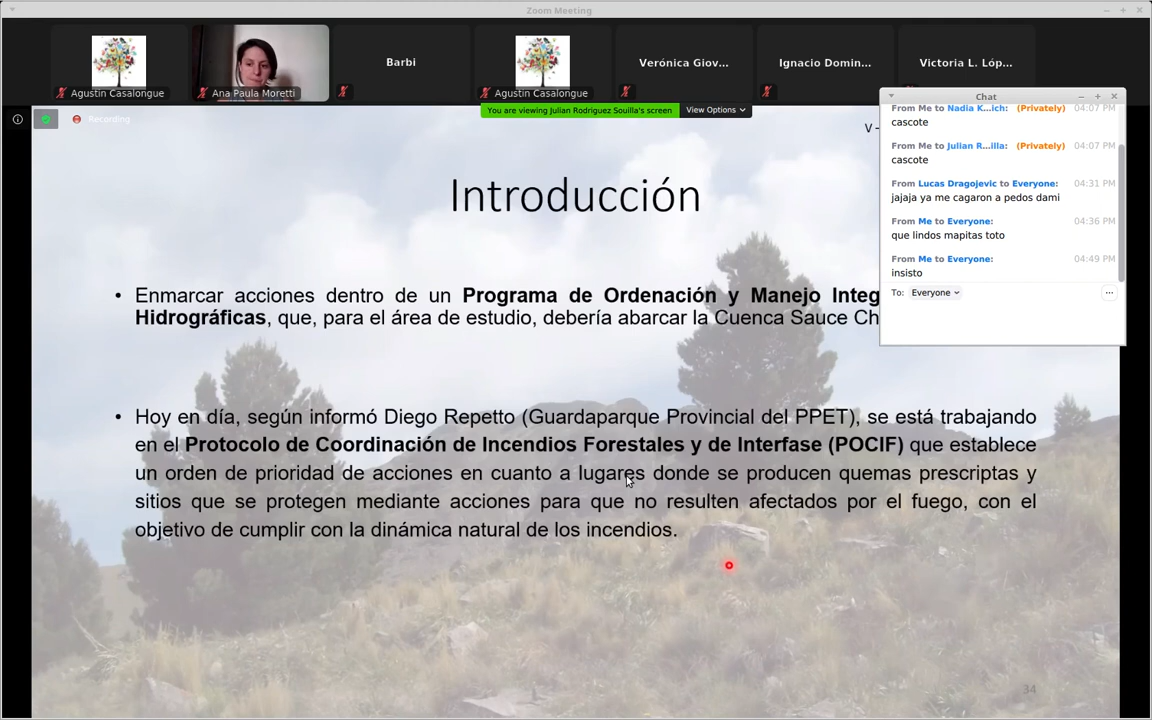 Zoom Meeting
Agustin Casalongue
Ana Paula Moretti
Barbi
Agustin Casalongue
Verónica Giov...
Ignacio Domin...
Victoria L. Lóp...
You are viewing Julian Rodriguez Souilla's screen
View Options
Recording
V -
Introducción
• Enmarcar acciones dentro de un Programa de Ordenación y Manejo Integ
Hidrográficas, que, para el área de estudio, debería abarcar la Cuenca Sauce Ch
• Hoy en día, según informó Diego Repetto (Guardaparque Provincial del PPET), se está trabajando
en el Protocolo de Coordinación de Incendios Forestales y de Interfase (POCIF) que establece
un orden de prioridad de acciones en cuanto a lugares donde se producen quemas prescriptas y
sitios que se protegen mediante acciones para que no resulten afectados por el fuego, con el
objetivo de cumplir con la dinámica natural de los incendios.
34
Chat
From Me to Nadia K...ich: (Privately) 04:07 PM
cascote
From Me to Julian R...illa: (Privately) 04:07 PM
cascote
From Lucas Dragojevic to Everyone: 04:31 PM
jajaja ya me cagaron a pedos dami
From Me to Everyone: 04:36 PM
que lindos mapitas toto
From Me to Everyone: 04:49 PM
insisto
To: Everyone
...